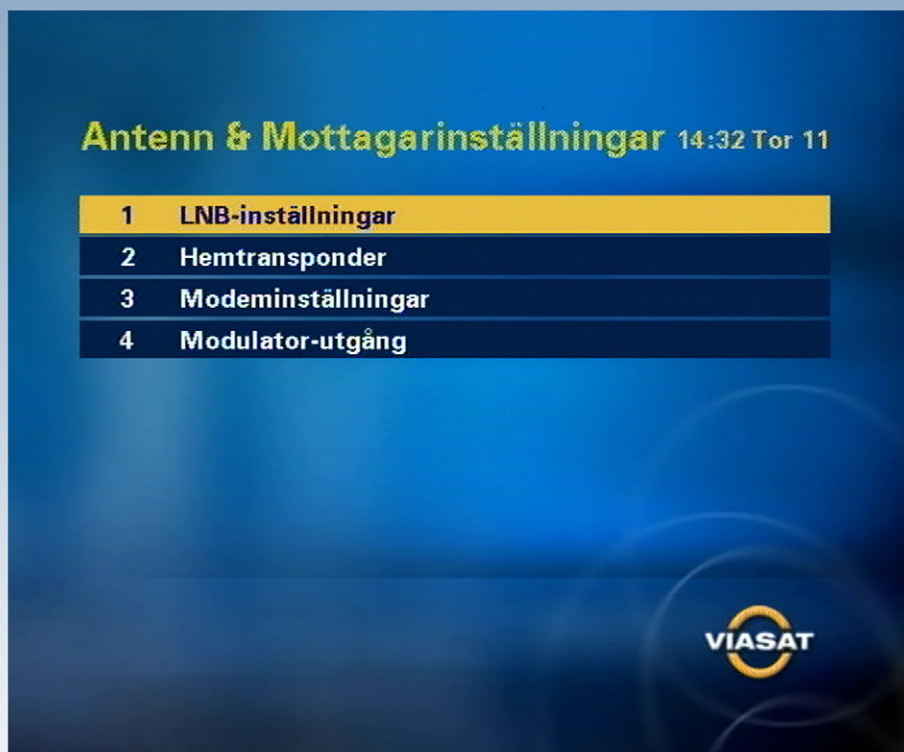 Antenn & Mottagarinställningar 14:32 Tor 11
1 LNB-inställningar
2 Hemtransponder
3 Modeminställningar
4 Modulator-utgång
VIASAT